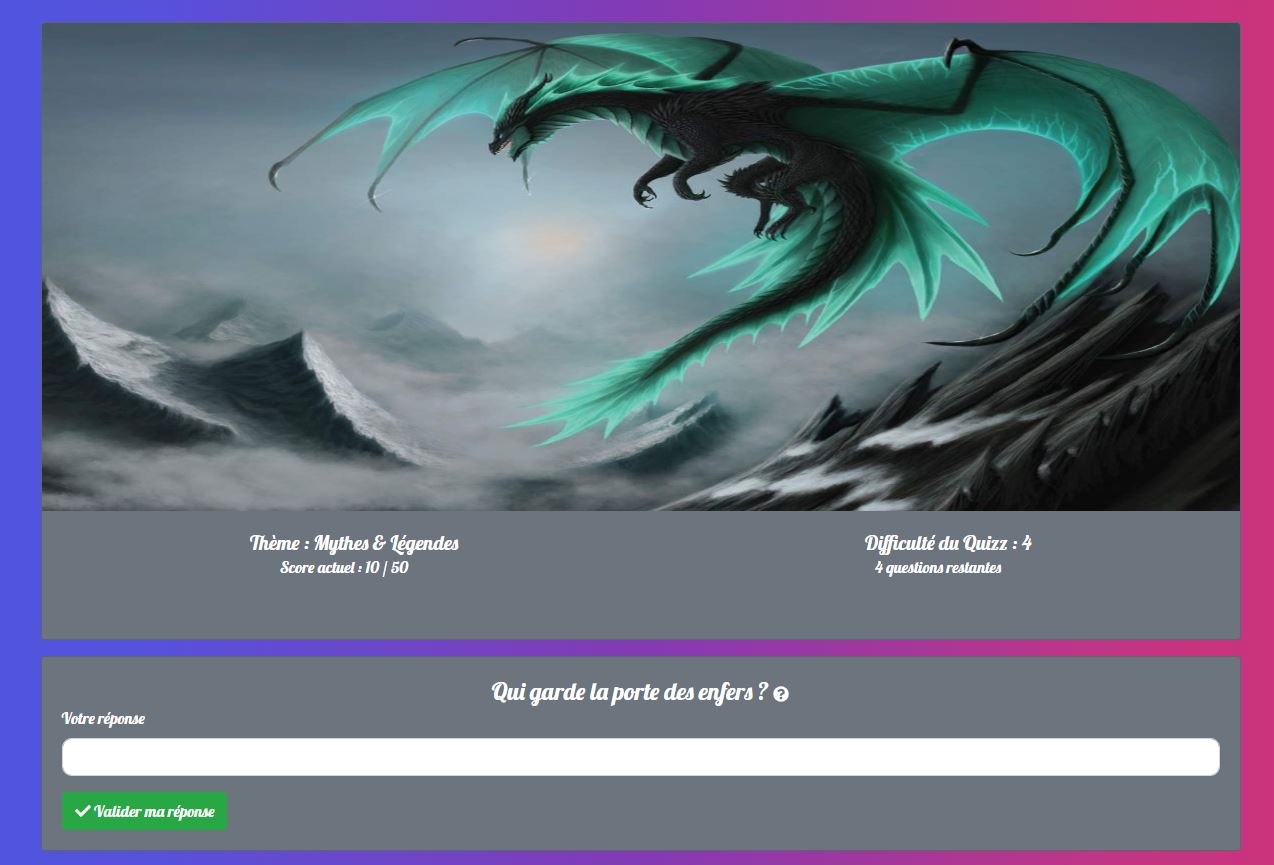 Thème : Mythes & Légendes
Score actuel : 10 / 50
Difficulté du Quizz : 4
4 questions restantes
Qui garde la porte des enfers ?
Votre réponse
Valider ma réponse